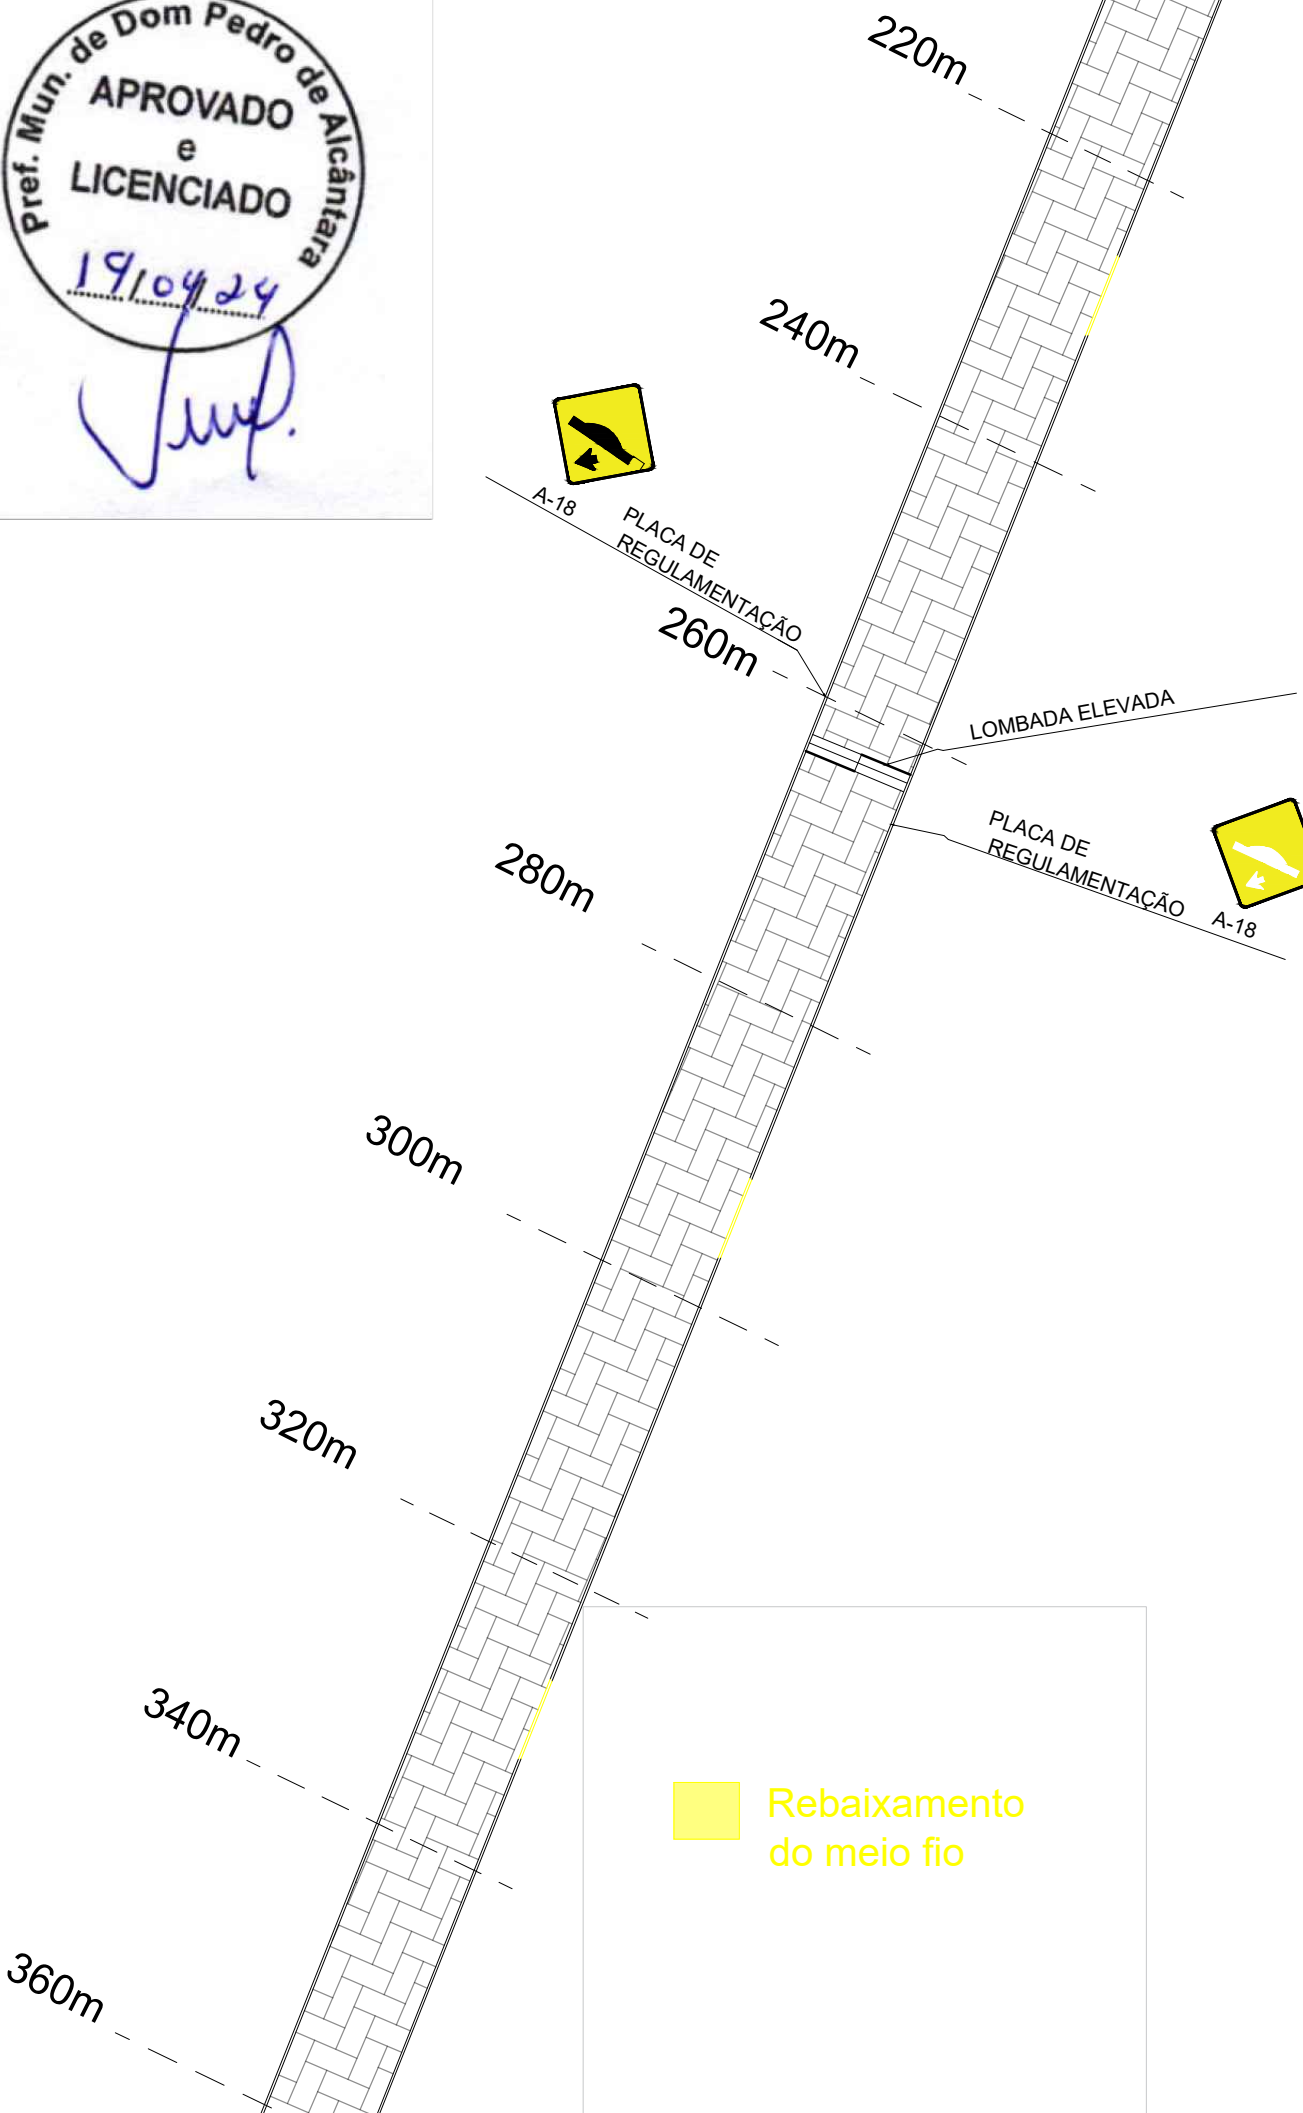 Pref. Mun. de Dom Pedro de Alcântara
APROVADO
e
LICENCIADO
19/04/24
220m
240m
A-18
PLACA DE
REGULAMENTAÇÃO
260m
LOMBADA ELEVADA
PLACA DE
REGULAMENTAÇÃO
A-18
280m
300m
320m
340m
Rebaixamento
do meio fio
360m